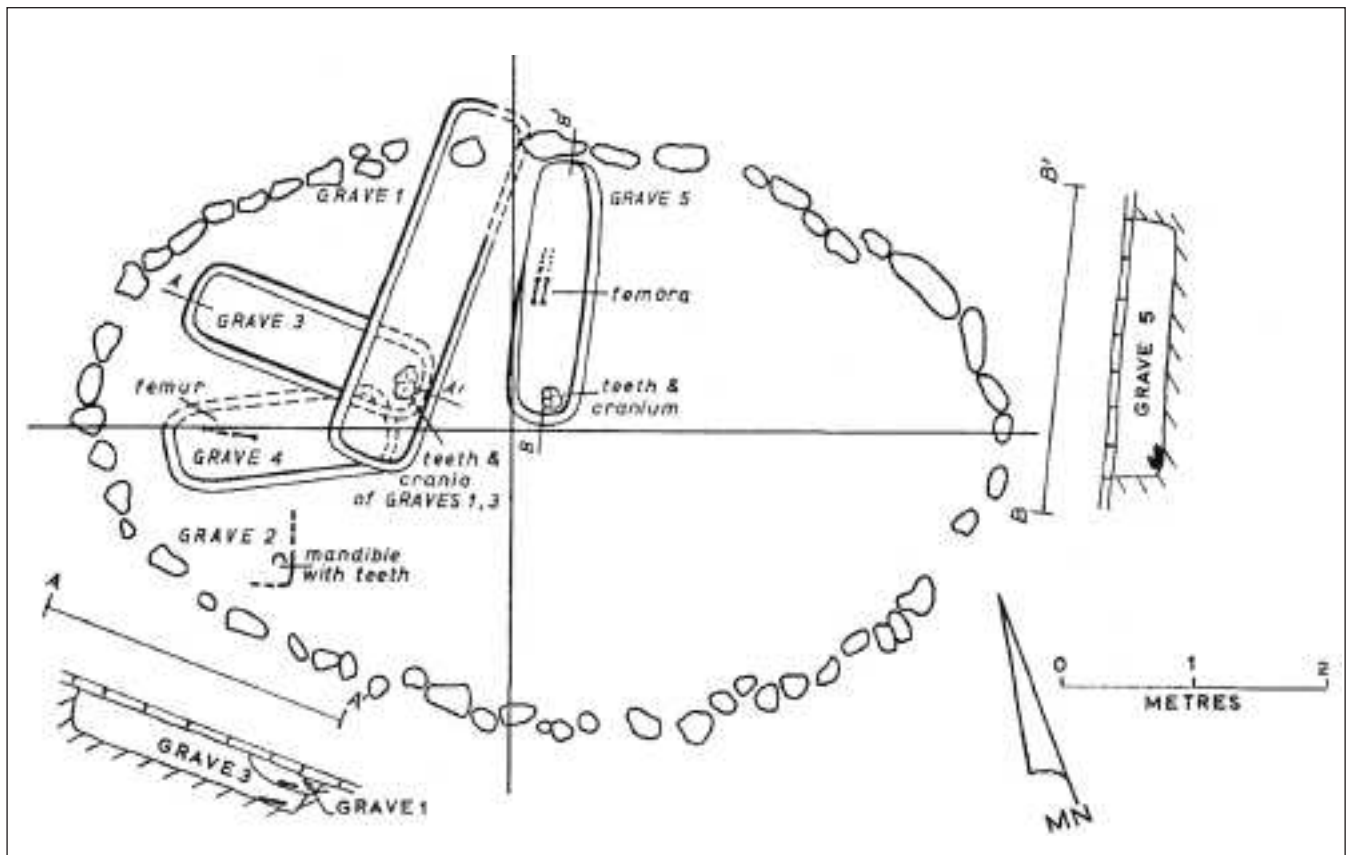 B'
GRAVE 1
GRAVE 5
B'
A
GRAVE 3
femora
GRAVE 5
A'
femur
teeth &
cranium
GRAVE 4
B
teeth &
crania
of GRAVES 1,3
B
GRAVE 2
mandible
with teeth
A
0 1 2
METRES
A'
GRAVE 3
GRAVE 1
MN